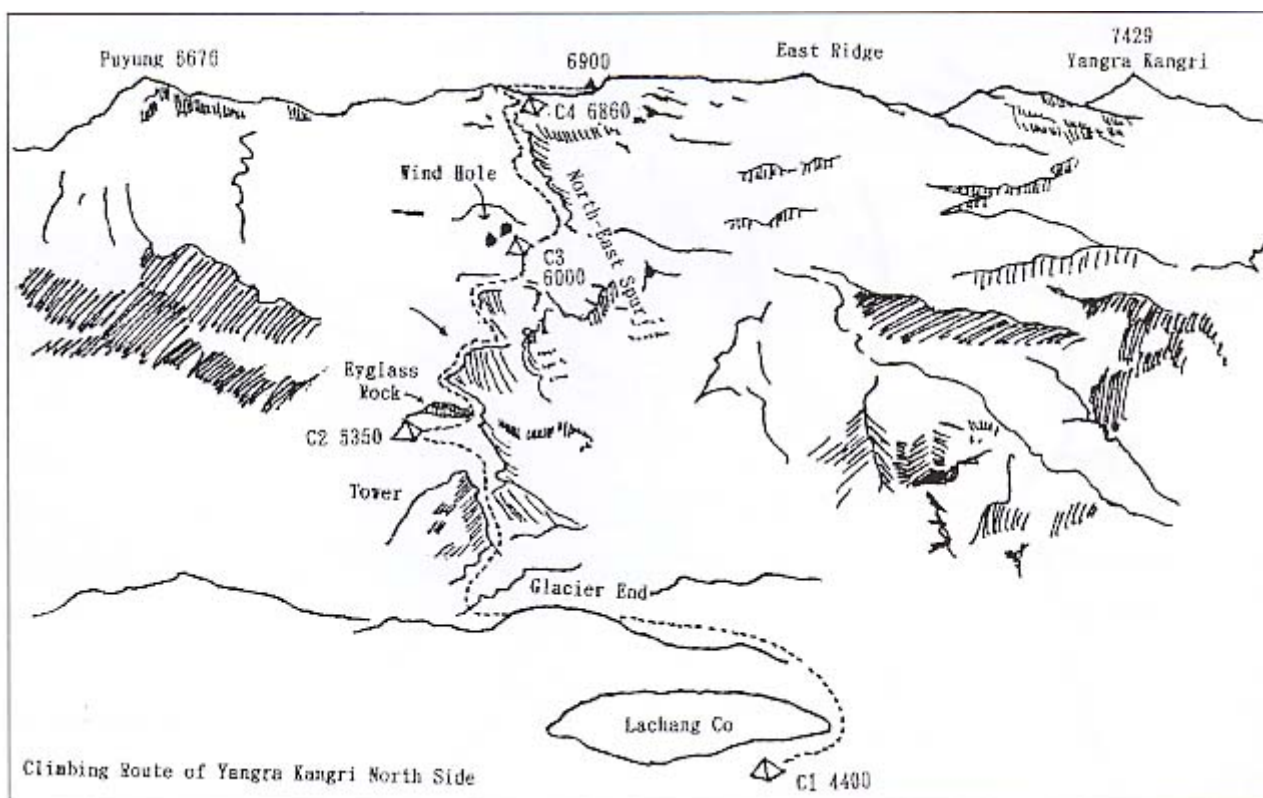 Puyung 6676
6900
East Ridge
7429
Yangra Kangri
C4 6860
Wind Hole
North-East Spur
C3
6000
Eyglass
Rock
C2 5350
Tower
Glacier End
Lachang Co
C1 4400
Climbing Route of Yangra Kangri North Side